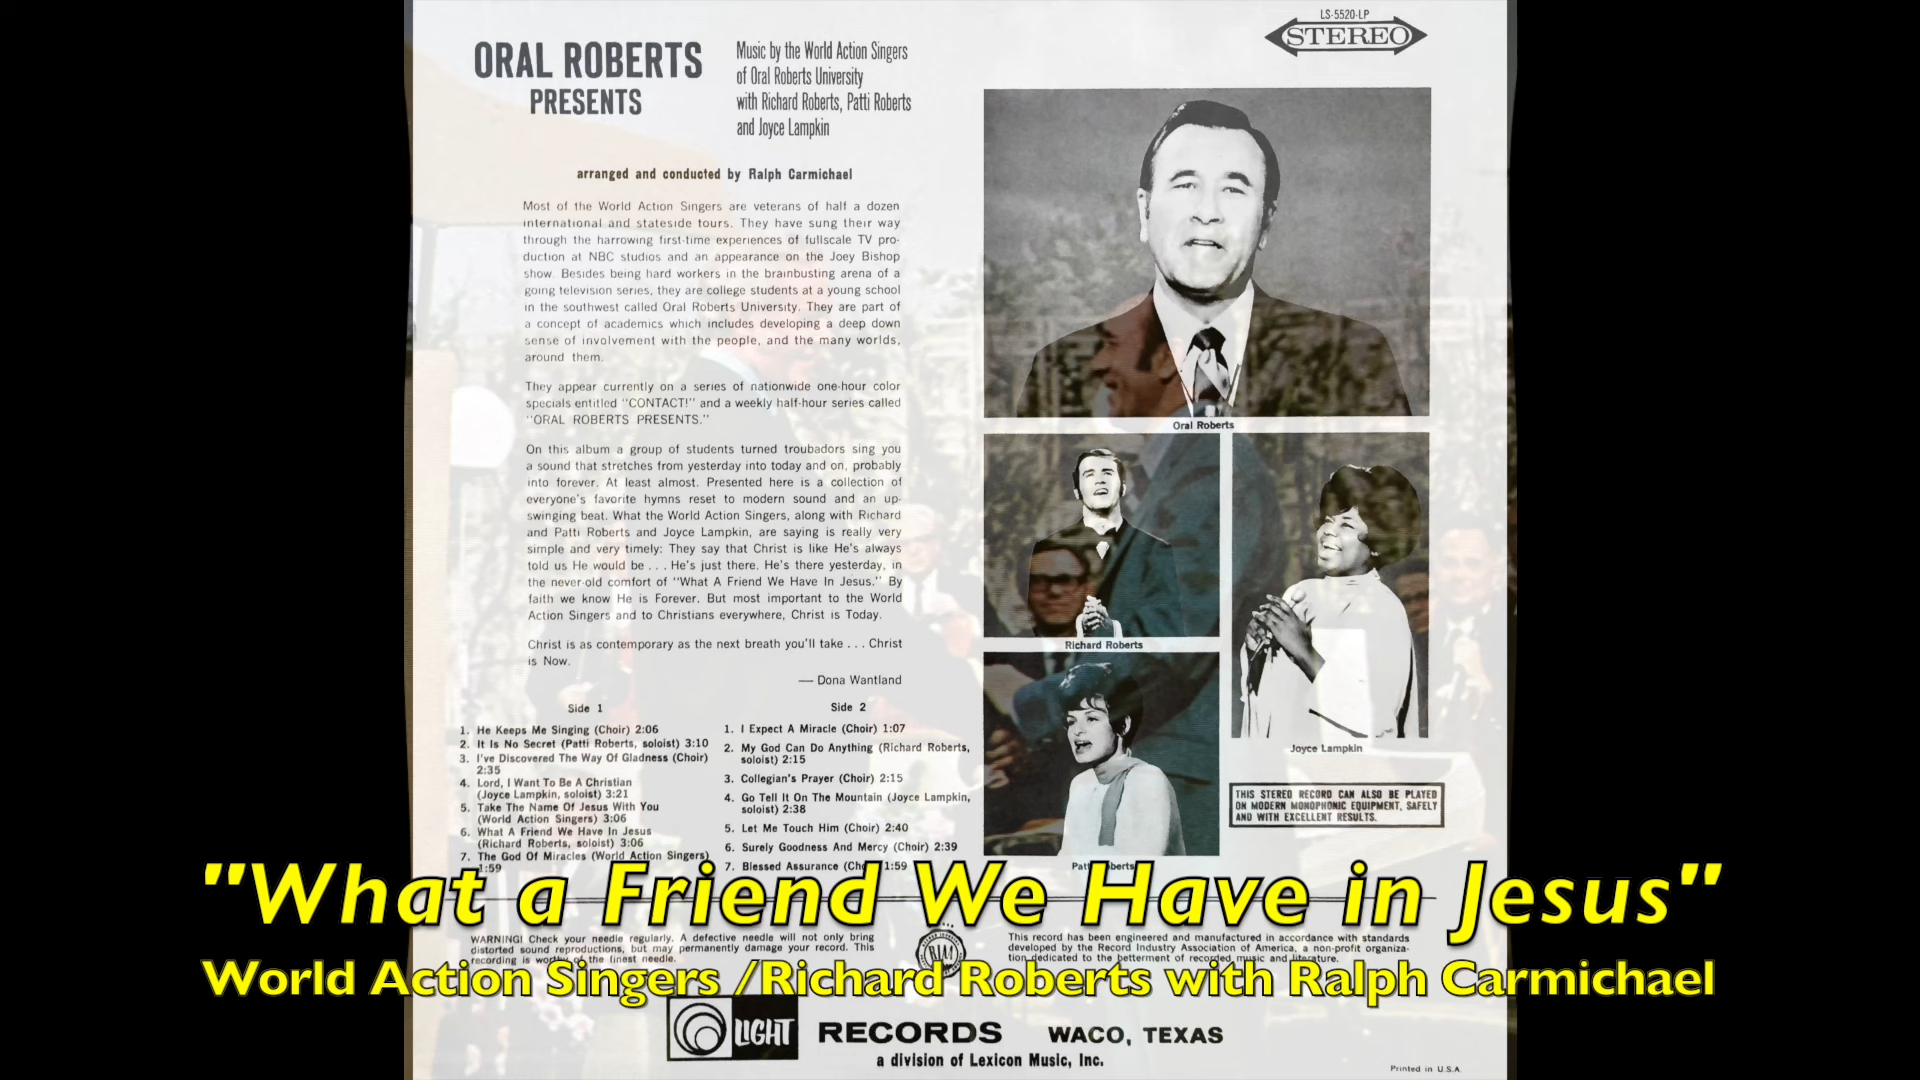 LS-5520-LP
STEREO
ORAL ROBERTS
PRESENTS
Music by the World Action Singers
of Oral Roberts University
with Richard Roberts, Patti Roberts
and Joyce Lampkin
arranged and conducted by Ralph Carmichael
Most of the World Action Singers are veterans of half a dozen
international and stateside tours. They have sung their way
through the harrowing first-time experiences of fullscale TV pro-
duction at NBC studios and an appearance on the Joey Bishop
show. Besides being hard workers in the brainbusting arena of a
going television series, they are college students at a young school
in the southwest called Oral Roberts University. They are part of
a concept of academics which includes developing a deep down
sense of involvement with the people, and the many worlds,
around them.
They appear currently on a series of nationwide one-hour color
specials entitled "CONTACT!" and a weekly half-hour series called
"ORAL ROBERTS PRESENTS."
On this album a group of students turned troubadors sing you
a sound that stretches from yesterday into today and on, probably
into forever. At least almost. Presented here is a collection of
everyone's favorite hymns reset to modern sound and an up-
swinging beat. What the World Action Singers, along with Richard
and Patti Roberts and Joyce Lampkin, are saying is really very
simple and very timely: They say that Christ is like He's always
told us He would be . . . He's just there. He's there yesterday, in
the never-old comfort of "What A Friend We Have In Jesus." By
faith we know He is Forever. But most important to the World
Action Singers and to Christians everywhere, Christ is Today.
Christ is as contemporary as the next breath you'll take . . . Christ
is Now.
— Dona Wantland
Side 1
1. He Keeps Me Singing (Choir) 2:06
2. It Is No Secret (Patti Roberts, soloist) 3:10
3. I've Discovered The Way Of Gladness (Choir)
2:35
4. Lord, I Want To Be A Christian
(Joyce Lampkin, soloist) 3:21
5. Take The Name Of Jesus With You
(World Action Singers) 3:06
6. What A Friend We Have In Jesus
(Richard Roberts, soloist) 3:06
7. The God Of Miracles (World Action Singers)
1:59
Side 2
1. I Expect A Miracle (Choir) 1:07
2. My God Can Do Anything (Richard Roberts,
soloist) 2:15
3. Collegian's Prayer (Choir) 2:15
4. Go Tell It On The Mountain (Joyce Lampkin,
soloist) 2:38
5. Let Me Touch Him (Choir) 2:40
6. Surely Goodness And Mercy (Choir) 2:39
7. Blessed Assurance (Choir) 1:59
Oral Roberts
Richard Roberts
Joyce Lampkin
Patti Roberts
THIS STEREO RECORD CAN ALSO BE PLAYED
ON MODERN MONOPHONIC EQUIPMENT, SAFELY
AND WITH EXCELLENT RESULTS.
"What a Friend We Have in Jesus"
WARNING! Check your needle regularly. A defective needle will not only bring
distorted sound reproductions, but may permanently damage your record. This
recording is worthy of the finest needle.
RIAA
This record has been engineered and manufactured in accordance with standards
developed by the Record Industry Association of America, a non-profit organiza-
tion dedicated to the betterment of recorded music and literature.
World Action Singers /Richard Roberts with Ralph Carmichael
LIGHT RECORDS WACO, TEXAS
a division of Lexicon Music, Inc.
Printed in U.S.A.